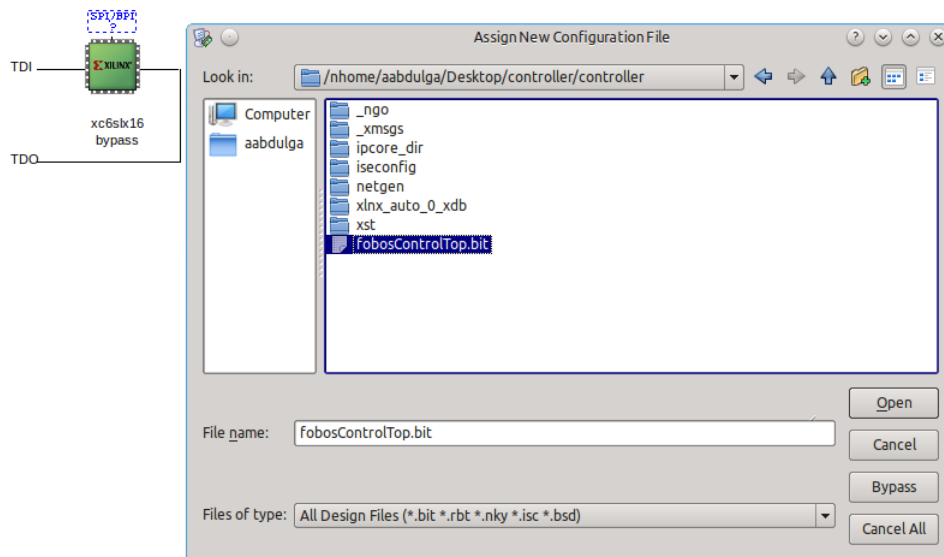 SPI/BPI
?
TDI
XILINX
xc6slx16
bypass
TDO
Assign New Configuration File
Look in:
/nhome/aabdulga/Desktop/controller/controller
Computer
aabdulga
_ngo
_xmsgs
ipcore_dir
iseconfig
netgen
xlnx_auto_0_xdb
xst
fobosControlTop.bit
File name:
fobosControlTop.bit
Files of type:
All Design Files (*.bit *.rbt *.nky *.isc *.bsd)
Open
Cancel
Bypass
Cancel All